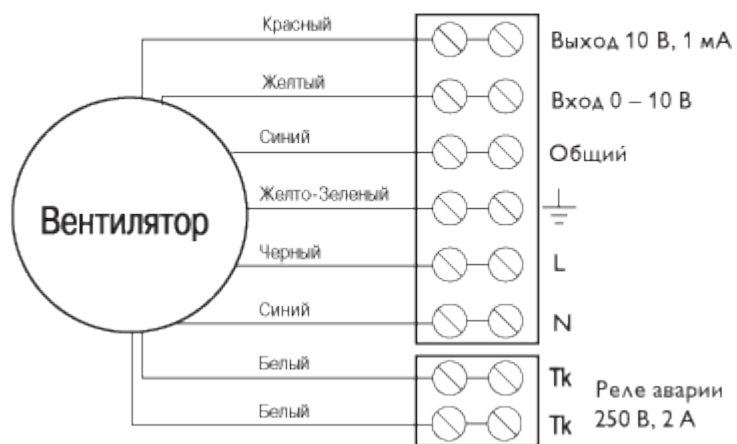 Красный
Выход 10 В, 1 мА
Желтый
Вход 0 – 10 В
Синий
Общий
Желто-Зеленый
Вентилятор
Черный
L
Синий
N
Белый
Tk
Реле аварии
Белый
Tk
250 В, 2 А